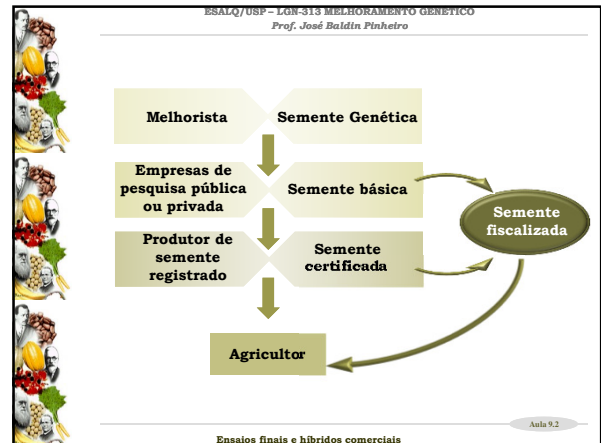 ESALQ/USP – LGN-313 MELHORAMENTO GENÉTICO
Prof. José Baldin Pinheiro
Melhorista
Semente Genética
Empresas de
pesquisa pública
ou privada
Semente básica
Semente
fiscalizada
Produtor de
semente
registrado
Semente
certificada
Agricultor
Aula 9.2
Ensaios finais e híbridos comerciais